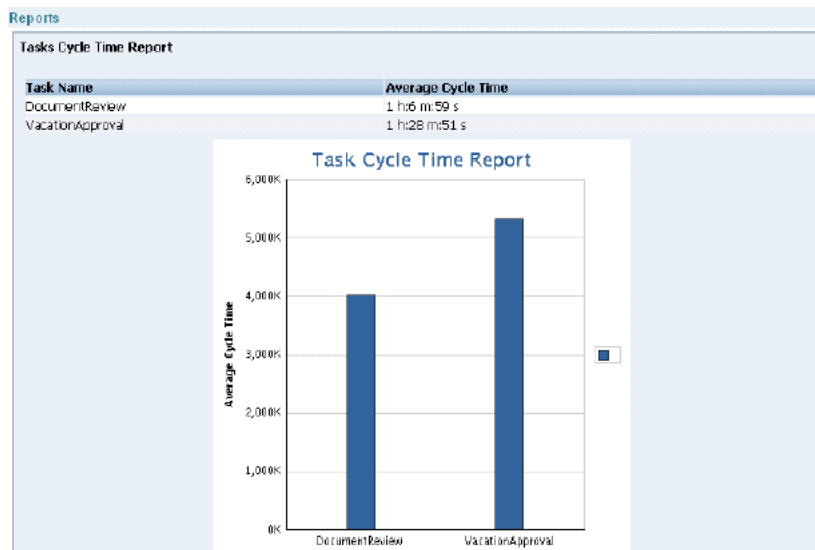 Reports
Tasks Cycle Time Report
Task Name Average Cycle Time
DocumentReview 1 h:6 m:59 s
VacationApproval 1 h:28 m:51 s
Task Cycle Time Report
6,000K
5,000K
4,000K
3,000K
2,000K
1,000K
0K
Average Cycle Time
DocumentReview VacationApproval